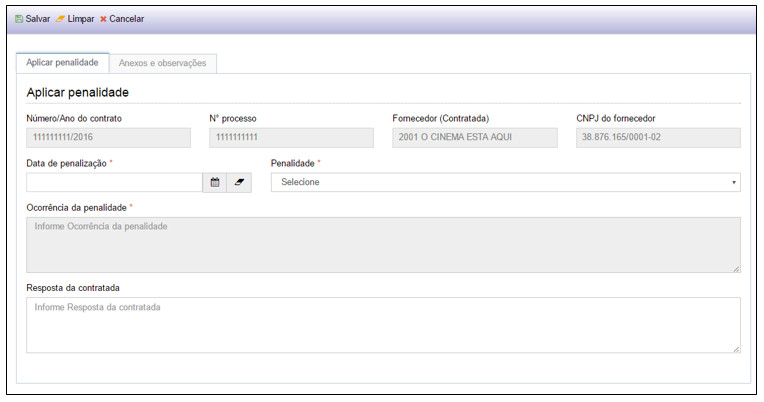 Salvar Limpar Cancelar
Aplicar penalidade Anexos e observações
Aplicar penalidade
Número/Ano do contrato N° processo Fornecedor (Contratada) CNPJ do fornecedor
111111111/2016 1111111111 2001 O CINEMA ESTA AQUI 38.876.165/0001-02
Data de penalização * Penalidade *
Selecione
Ocorrência da penalidade *
Informe Ocorrência da penalidade
Resposta da contratada
Informe Resposta da contratada